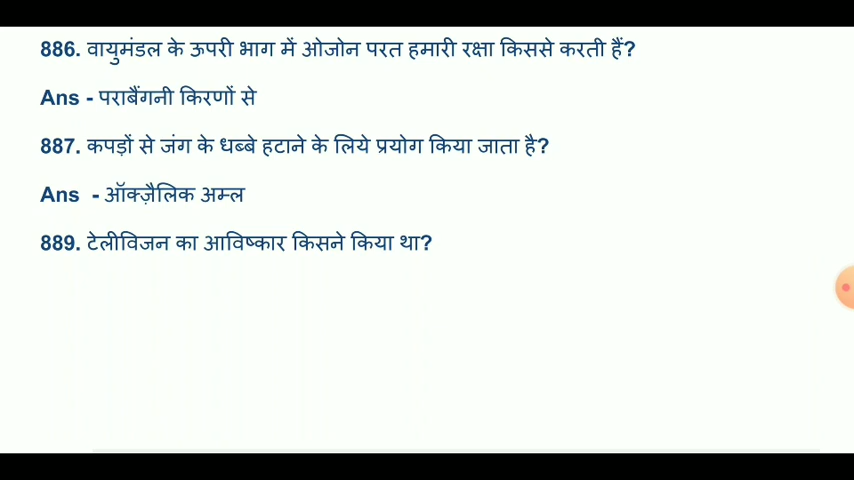 886. वायुमंडल के ऊपरी भाग में ओजोन परत हमारी रक्षा किससे करती हैं?
Ans - पराबैंगनी किरणों से
887. कपड़ों से जंग के धब्बे हटाने के लिये प्रयोग किया जाता है?
Ans - ऑक्ज़ैलिक अम्ल
889. टेलीविजन का आविष्कार किसने किया था?